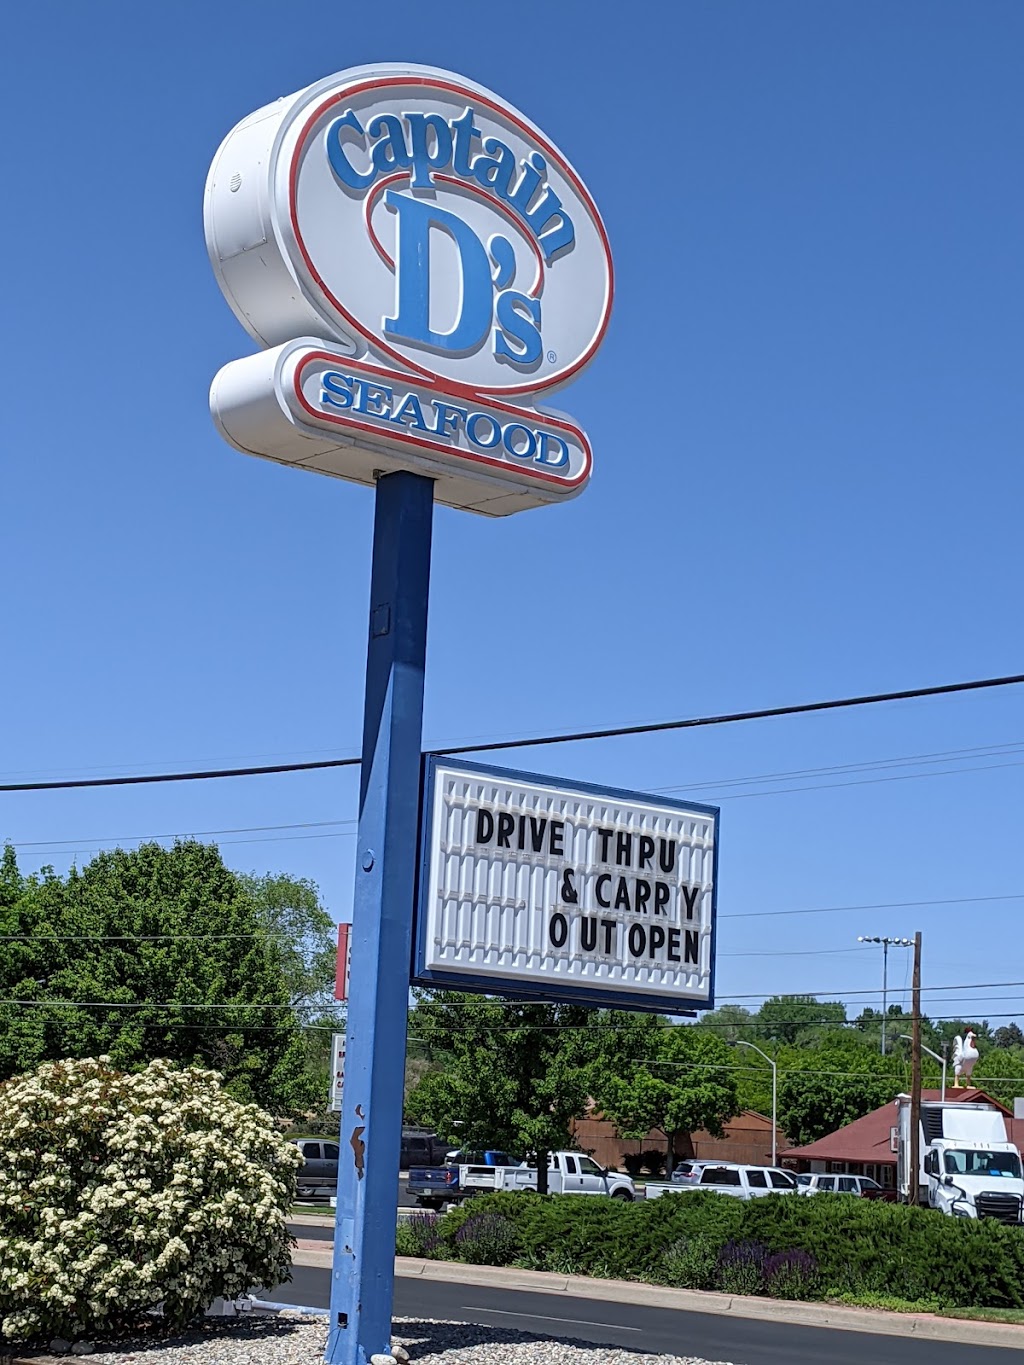 Captain
D's
®
SEAFOOD
DRIVE THRU
& CARRY
OUT OPEN